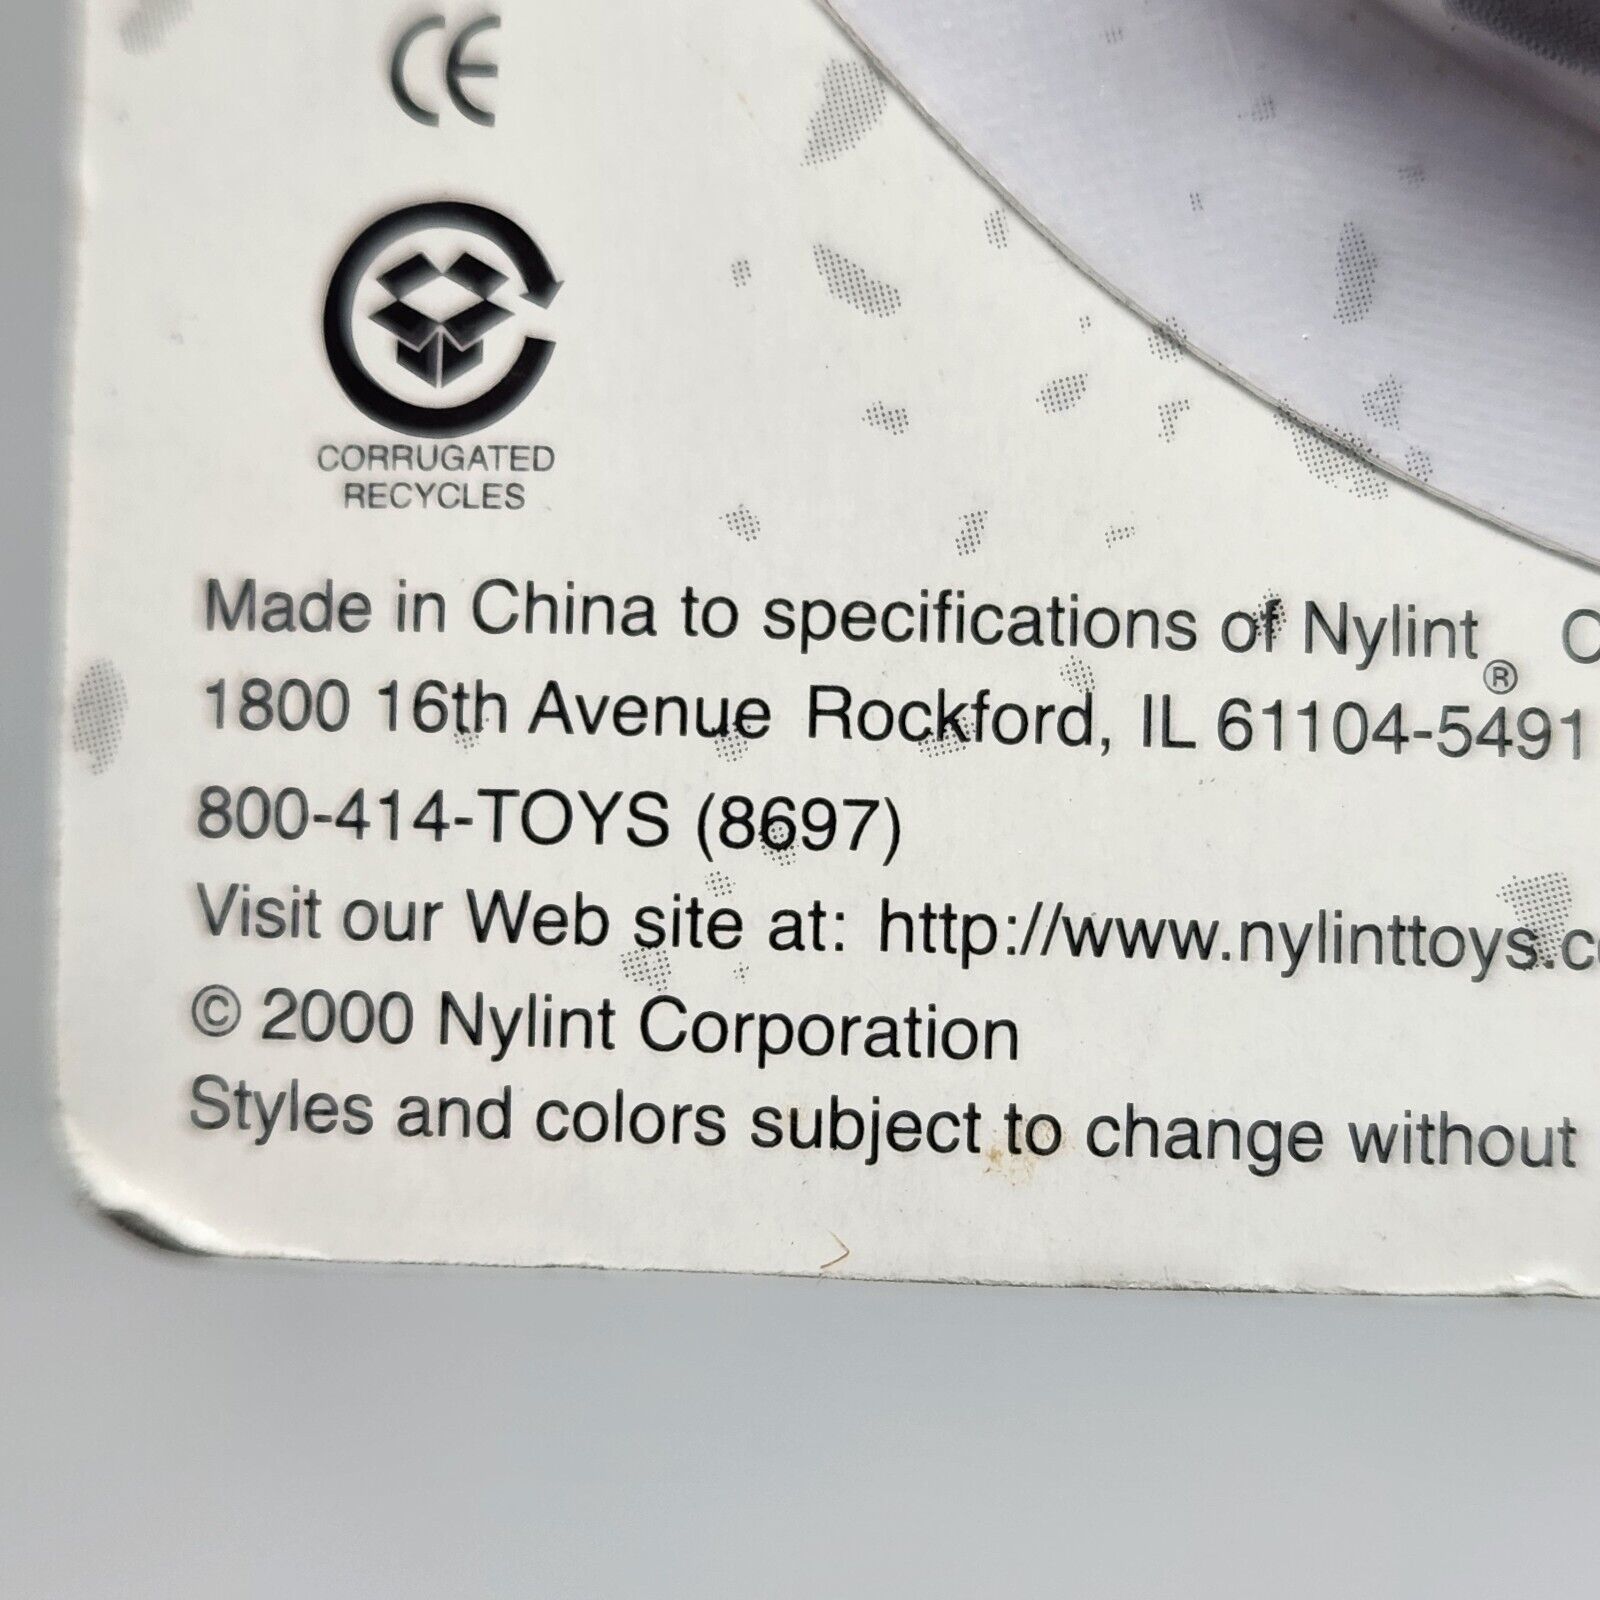 CE
CORRUGATED
RECYCLES
Made in China to specifications of Nylint® C
1800 16th Avenue Rockford, IL 61104-5491
800-414-TOYS (8697)
Visit our Web site at: http://www.nylinttoys.c
© 2000 Nylint Corporation
Styles and colors subject to change without